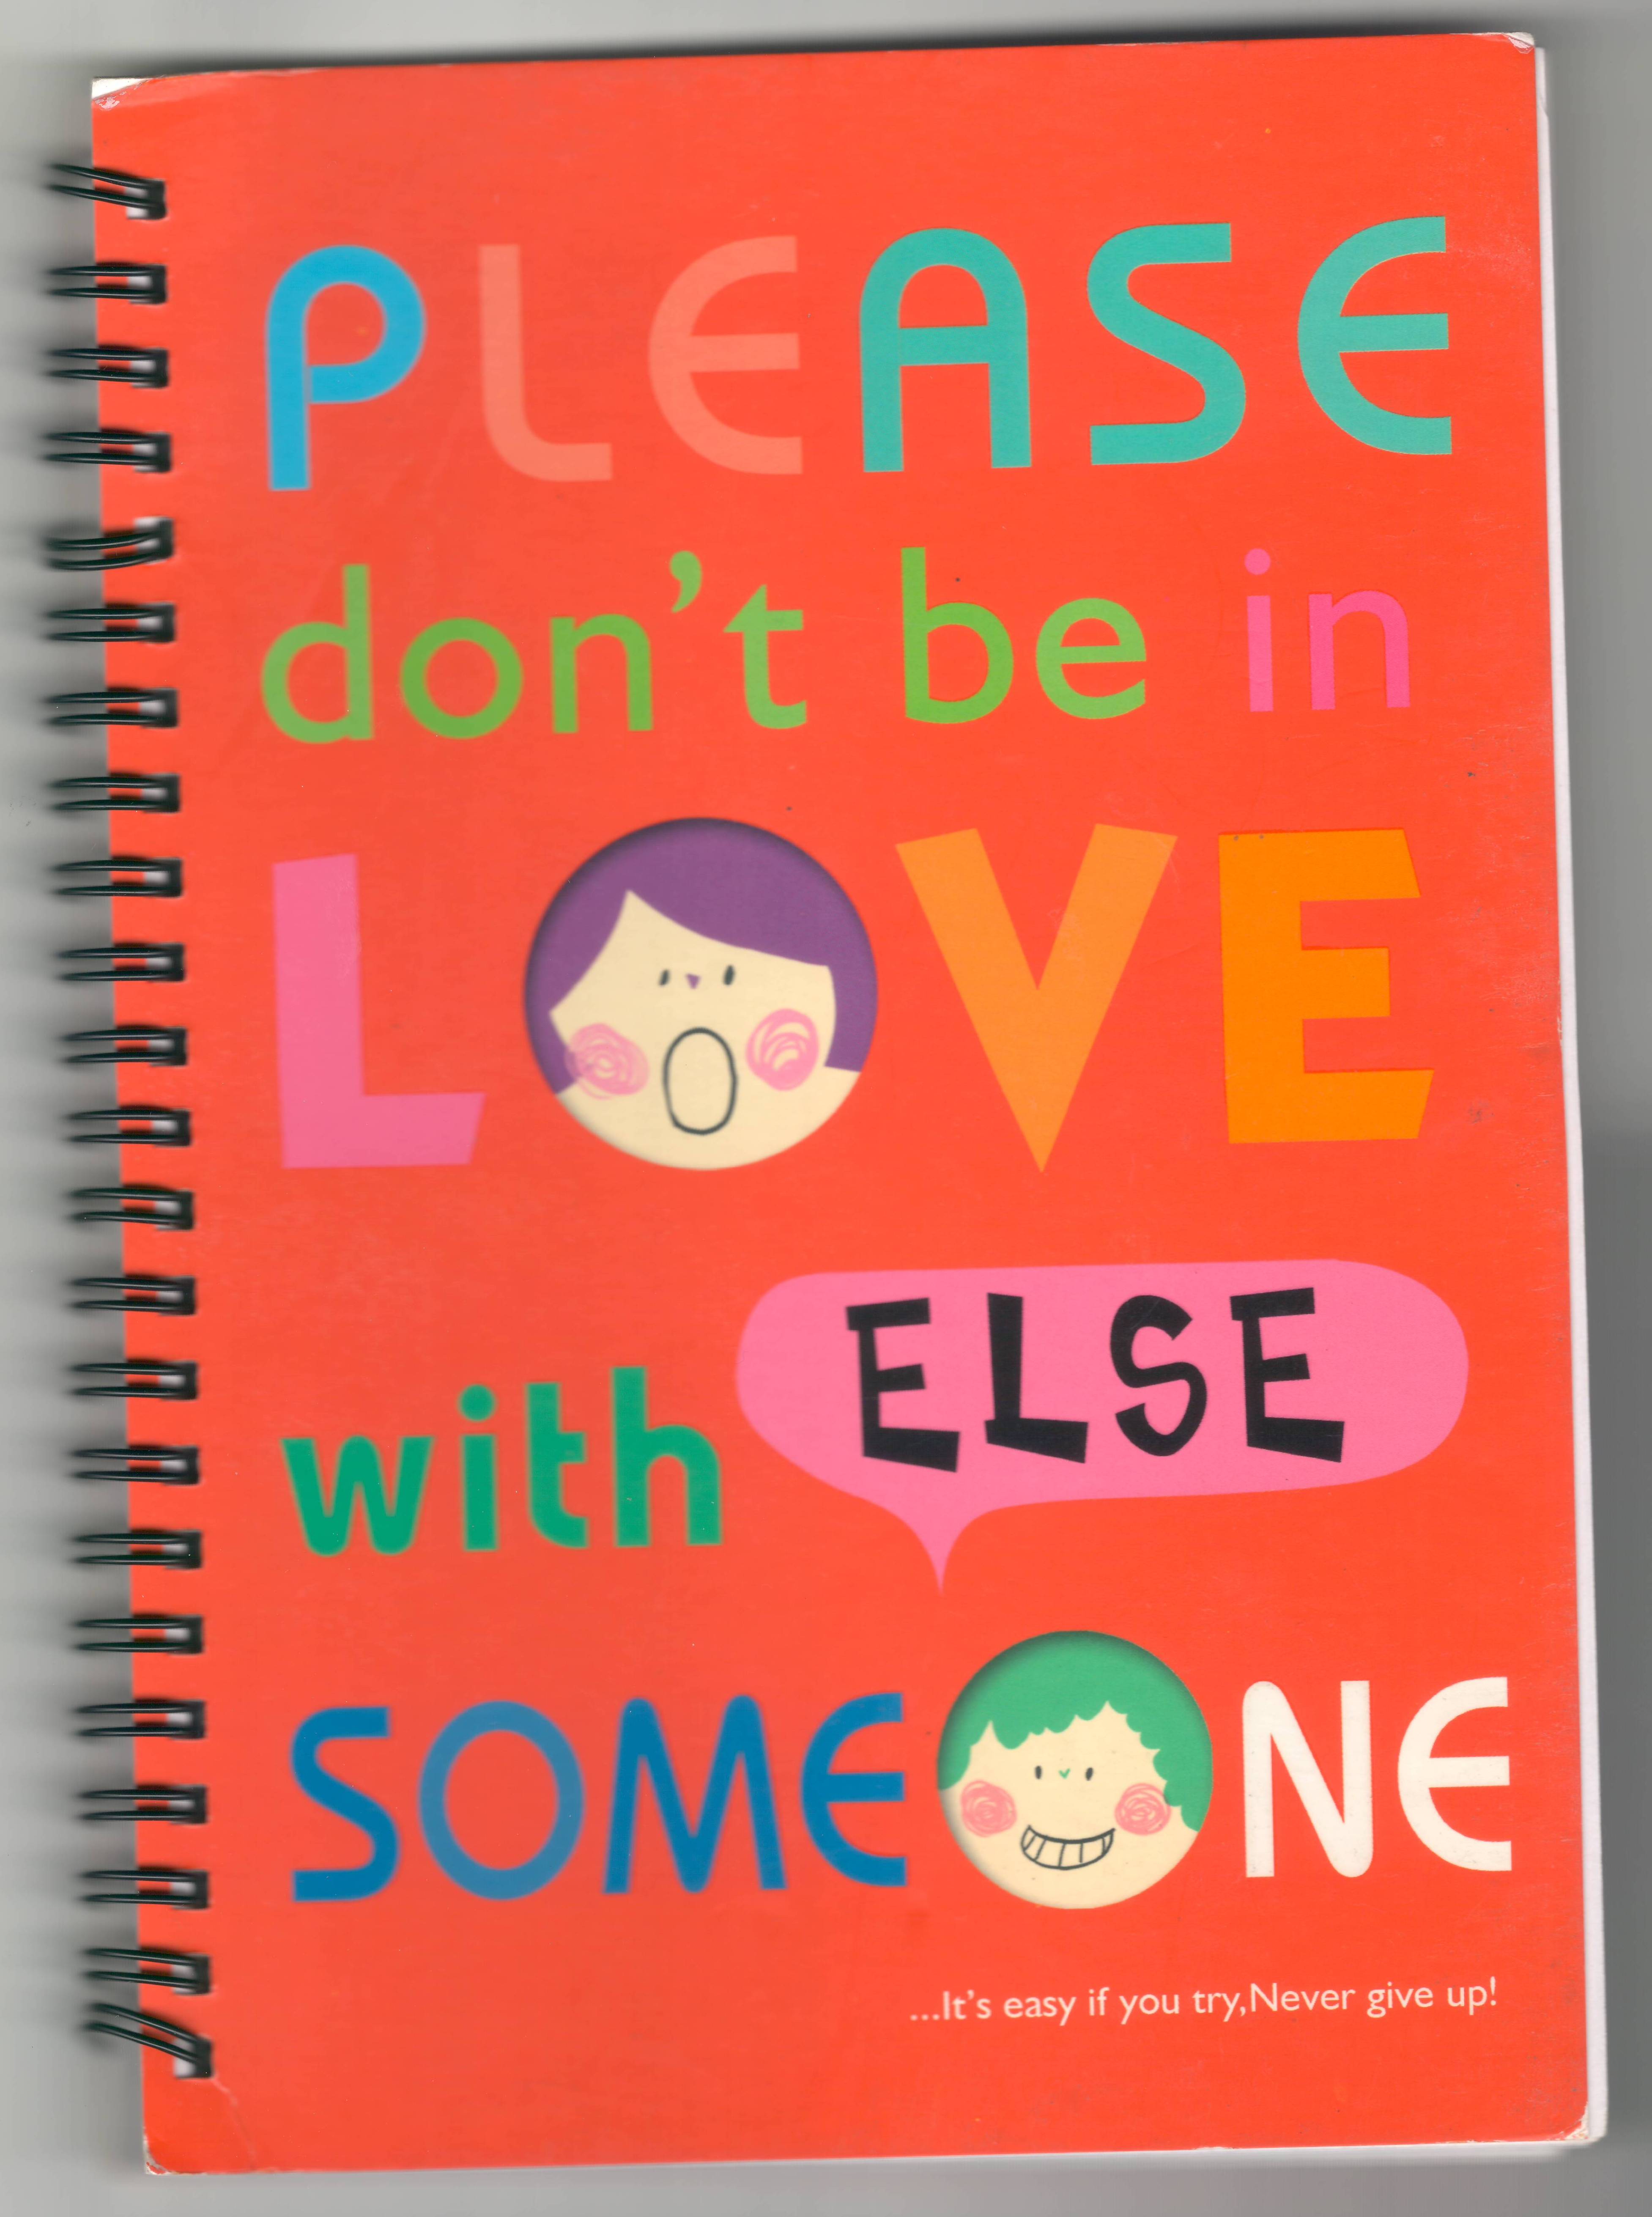 PLEASE
don't be in
LOVE
with ELSE
SOMEONE
...It's easy if you try,Never give up!